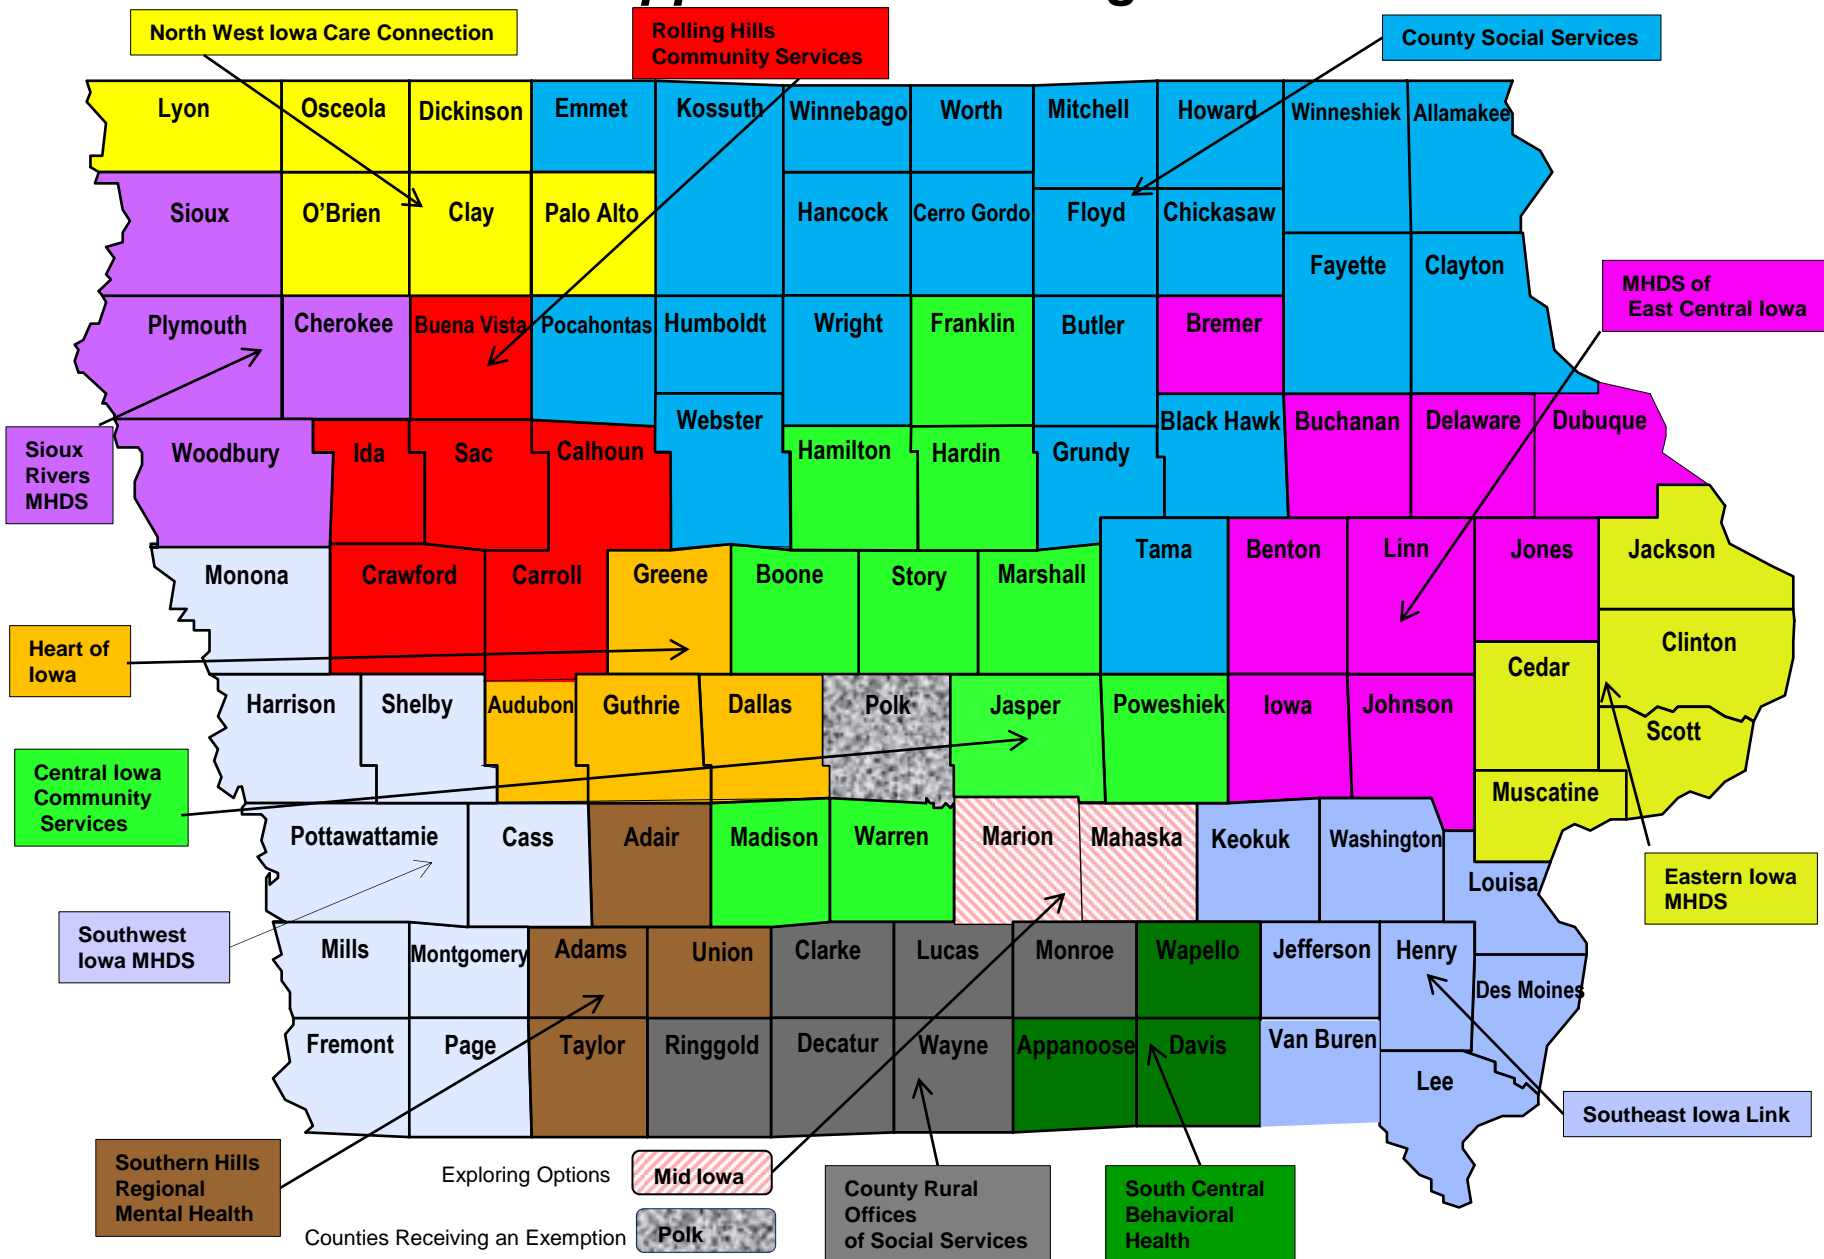 North West Iowa Care Connection
Rolling Hills
Community Services
County Social Services
Lyon
Osceola
Dickinson
Emmet
Kossuth
Winnebago
Worth
Mitchell
Howard
Winneshiek
Allamakee
Sioux
O'Brien
Clay
Palo Alto
Hancock
Cerro Gordo
Floyd
Chickasaw
Fayette
Clayton
MHDS of
East Central Iowa
Plymouth
Cherokee
Buena Vista
Pocahontas
Humboldt
Wright
Franklin
Butler
Bremer
Webster
Black Hawk
Buchanan
Delaware
Dubuque
Sioux
Rivers
MHDS
Woodbury
Ida
Sac
Calhoun
Hamilton
Hardin
Grundy
Monona
Crawford
Carroll
Greene
Boone
Story
Marshall
Tama
Benton
Linn
Jones
Jackson
Heart of
Iowa
Clinton
Cedar
Harrison
Shelby
Audubon
Guthrie
Dallas
Polk
Jasper
Poweshiek
Iowa
Johnson
Scott
Central Iowa
Community
Services
Muscatine
Pottawattamie
Cass
Adair
Madison
Warren
Marion
Mahaska
Keokuk
Washington
Louisa
Eastern Iowa
MHDS
Southwest
Iowa MHDS
Mills
Montgomery
Adams
Union
Clarke
Lucas
Monroe
Wapello
Jefferson
Henry
Des Moines
Fremont
Page
Taylor
Ringgold
Decatur
Wayne
Appanoose
Davis
Van Buren
Lee
Southeast Iowa Link
Southern Hills
Regional
Mental Health
Exploring Options
Mid Iowa
County Rural
Offices
of Social Services
South Central
Behavioral
Health
Counties Receiving an Exemption
Polk